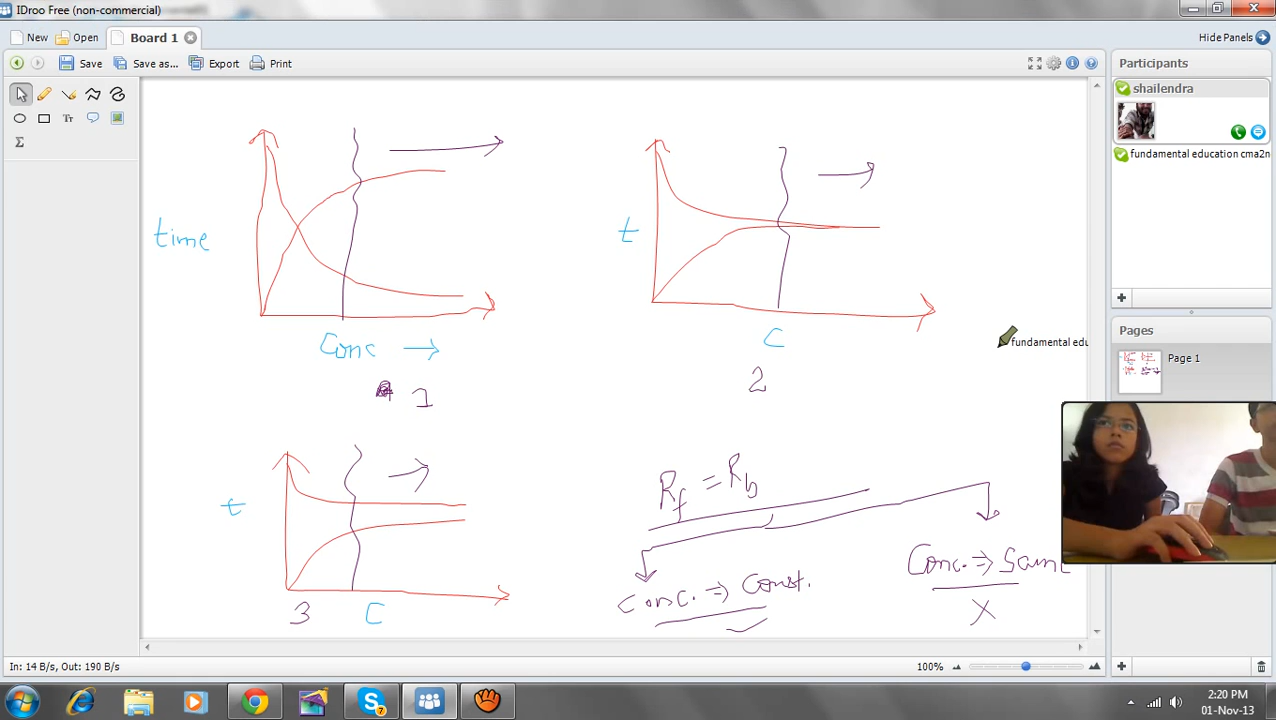 IDroo Free (non-commercial)
New
Open
Board 1
Hide Panels
Save
Save as...
Export
Print
Participants
shailendra
fundamental education cma2n
Tr
Σ
time
t
Conc →
C
1
2
fundamental edu
Pages
Page 1
t
3
C
Rf = Rb
Conc. ⇒ Const.
Conc. ⇒ Same
X
In: 14 B/s, Out: 190 B/s
100%
7
2:20 PM
01-Nov-13